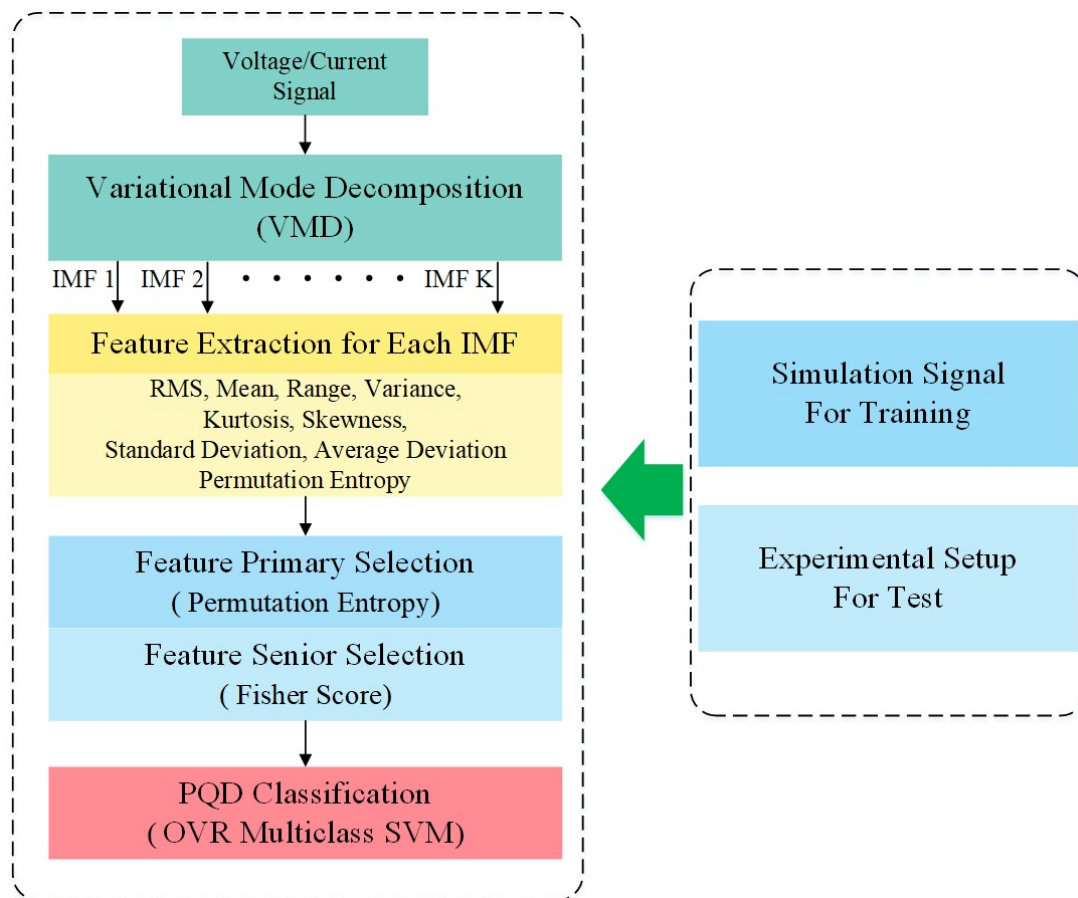 Voltage/Current
Signal
Variational Mode Decomposition
(VMD)
IMF 1 IMF 2 · · · · · · IMF K
Feature Extraction for Each IMF
RMS, Mean, Range, Variance,
Kurtosis, Skewness,
Standard Deviation, Average Deviation
Permutation Entropy
Feature Primary Selection
( Permutation Entropy)
Feature Senior Selection
( Fisher Score)
PQD Classification
( OVR Multiclass SVM)
Simulation Signal
For Training
Experimental Setup
For Test